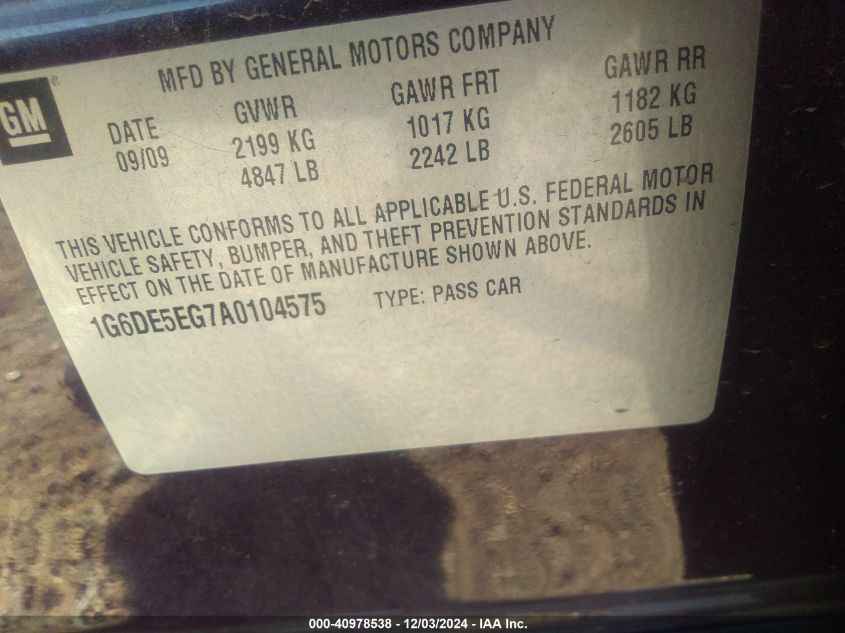 GM
MFD BY GENERAL MOTORS COMPANY
DATE GVWR GAWR FRT GAWR RR
09/09 2199 KG 1017 KG 1182 KG
4847 LB 2242 LB 2605 LB
THIS VEHICLE CONFORMS TO ALL APPLICABLE U.S. FEDERAL MOTOR
VEHICLE SAFETY, BUMPER, AND THEFT PREVENTION STANDARDS IN
EFFECT ON THE DATE OF MANUFACTURE SHOWN ABOVE.
1G6DE5EG7A0104575 TYPE: PASS CAR
000-40978538 - 12/03/2024 - IAA Inc.